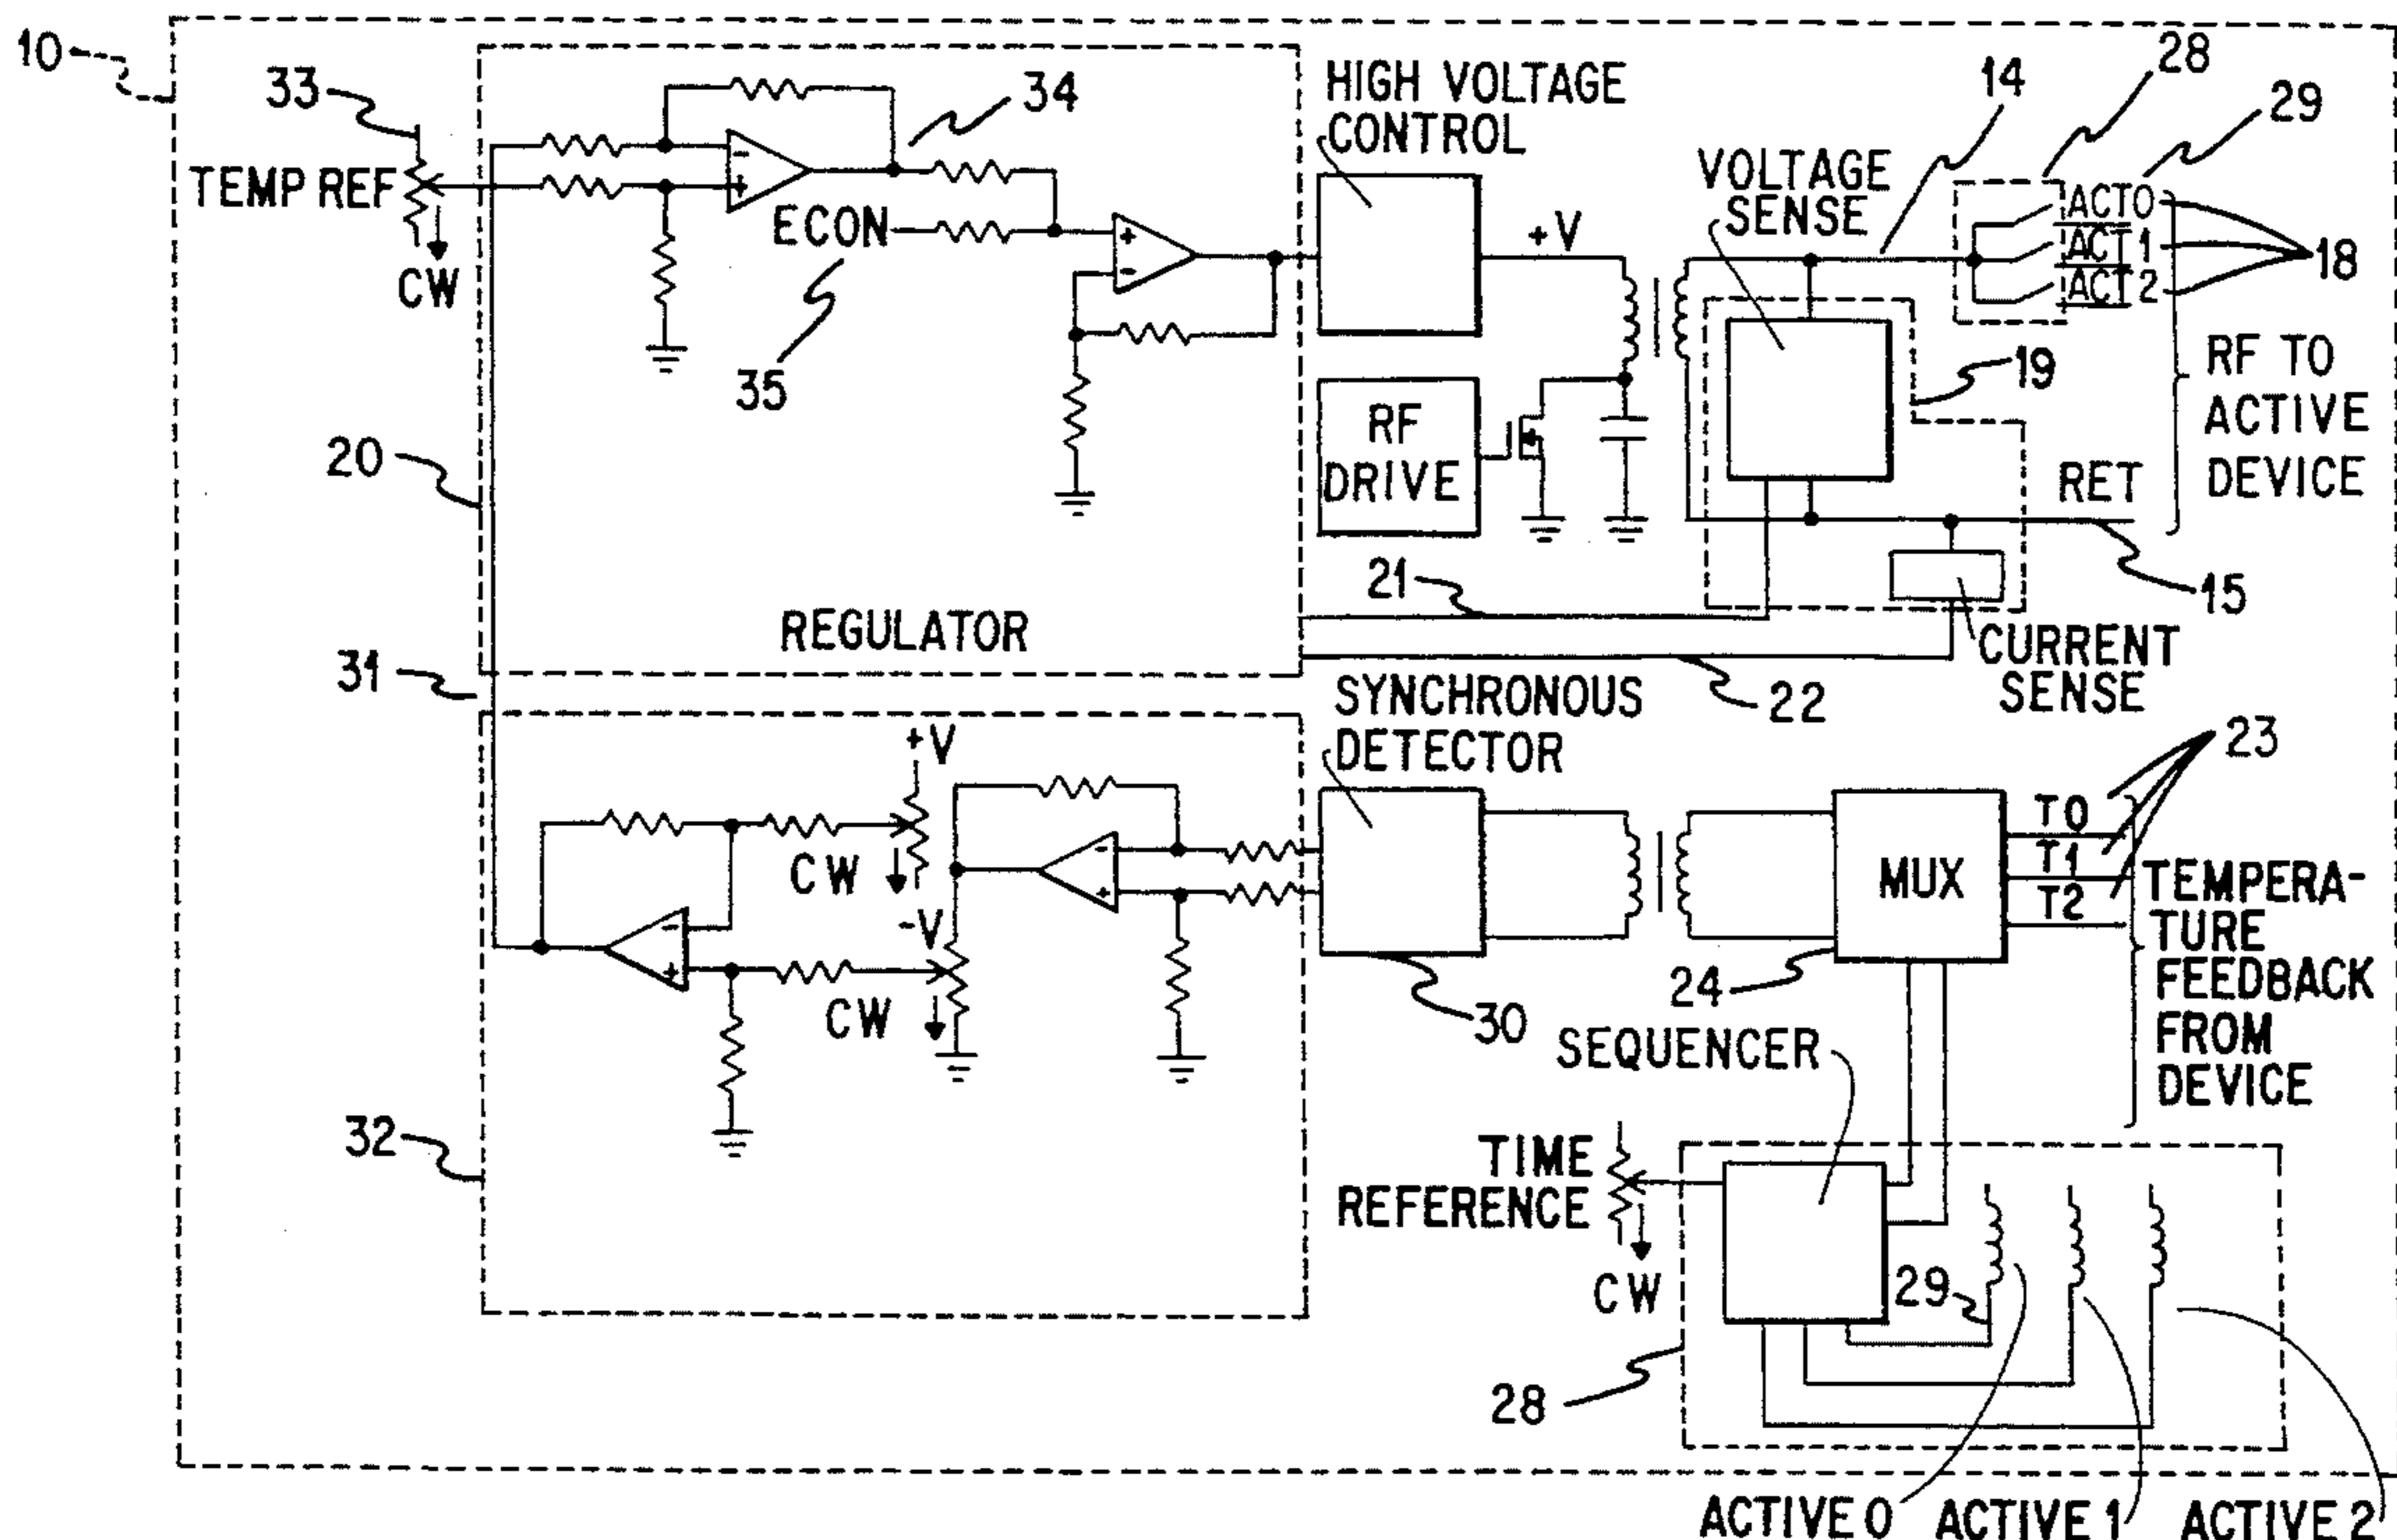 10
33
TEMP REF
CW
34
ECON
35
20
REGULATOR
31
HIGH VOLTAGE
CONTROL
+V
RF
DRIVE
VOLTAGE
SENSE
14
28
29
ACT0
ACT1
ACT2
18
19
RF TO
ACTIVE
DEVICE
RET
15
21
22
CURRENT
SENSE
SYNCHRONOUS
DETECTOR
+V
CW
-V
CW
32
30
MUX
24
23
T0
T1
T2
TEMPERA-
TURE
FEEDBACK
FROM
DEVICE
SEQUENCER
TIME
REFERENCE
CW
29
28
ACTIVE 0
ACTIVE 1
ACTIVE 2